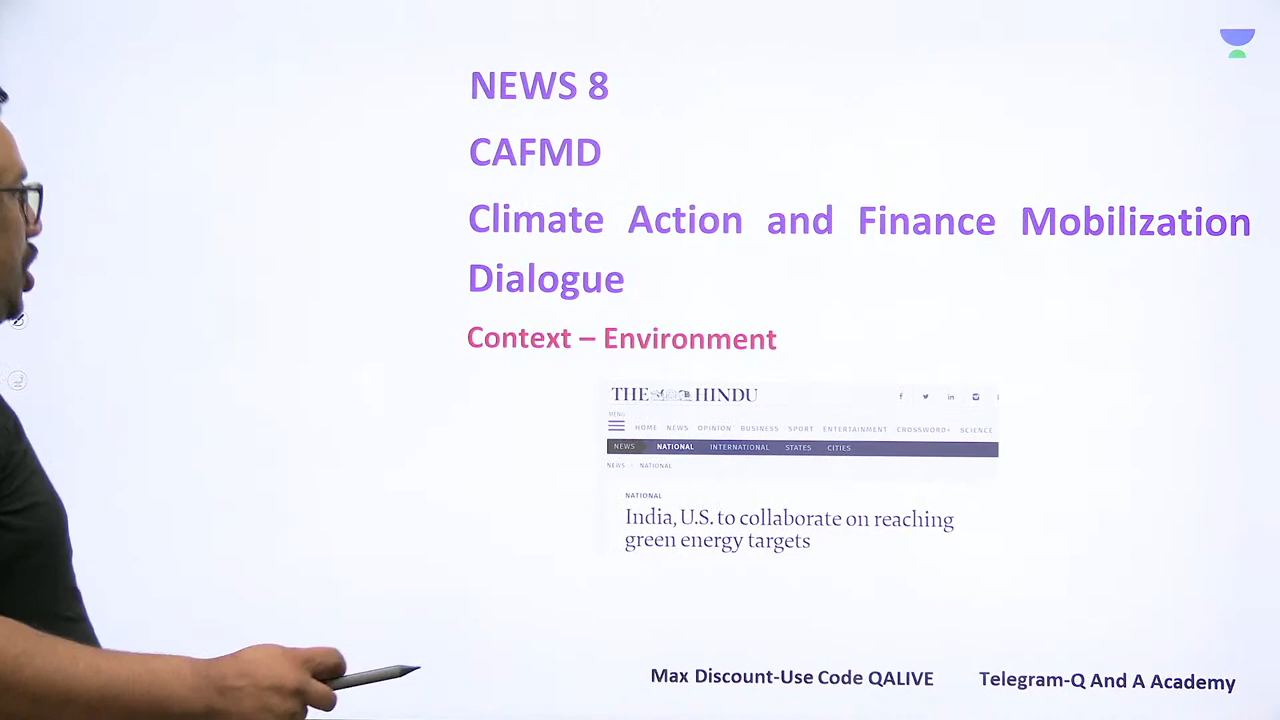 NEWS 8
CAFMD
Climate Action and Finance Mobilization
Dialogue
Context – Environment
THE HINDU
MENU
HOME NEWS OPINION BUSINESS SPORT ENTERTAINMENT CROSSWORD+ SCIENCE
NEWS NATIONAL INTERNATIONAL STATES CITIES
NEWS NATIONAL
NATIONAL
India, U.S. to collaborate on reaching
green energy targets
Max Discount-Use Code QALIVE Telegram-Q And A Academy